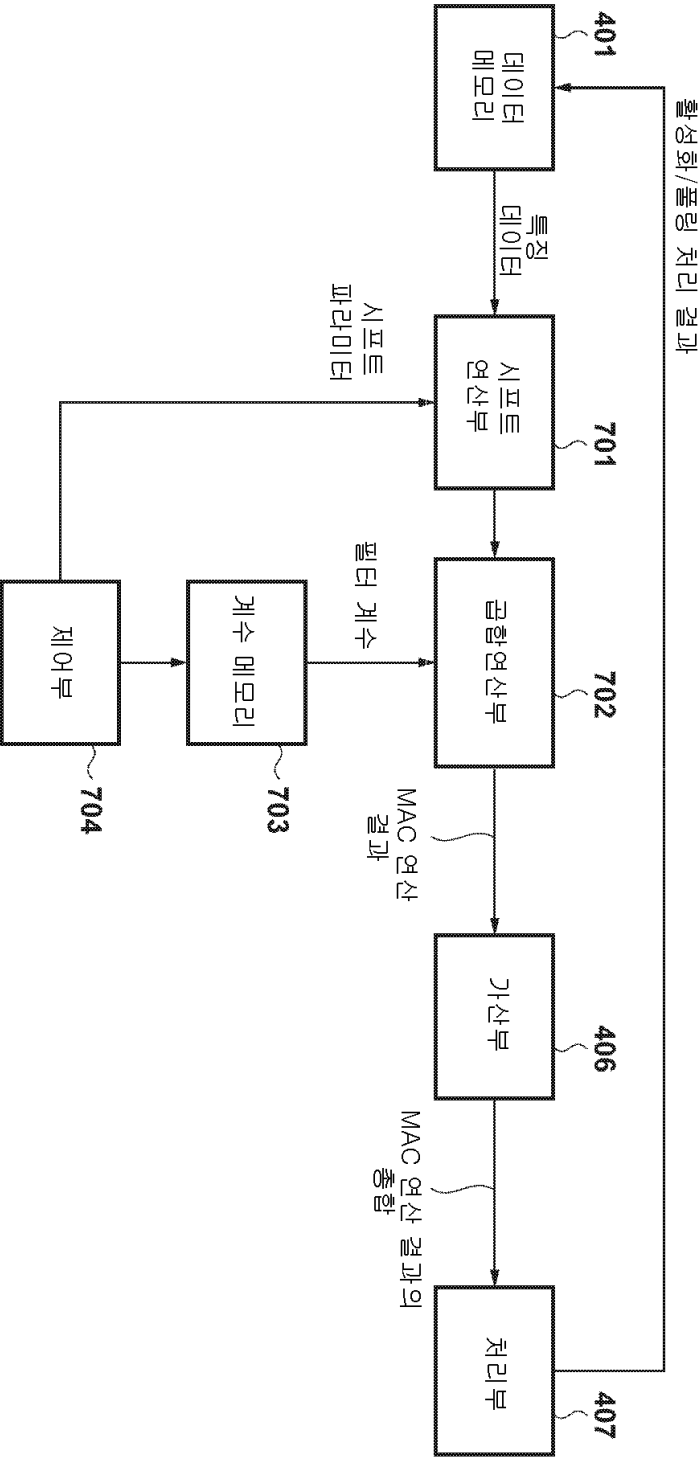 활성화/풀링 처리 결과
401
701
702
406
407
데이터
메모리
특징
데이터
시프트
연산부
곱합연산부
가산부
처리부
MAC 연산
결과
MAC 연산 결과의
총합
시프트
파라미터
필터 계수
계수 메모리
703
제어부
704